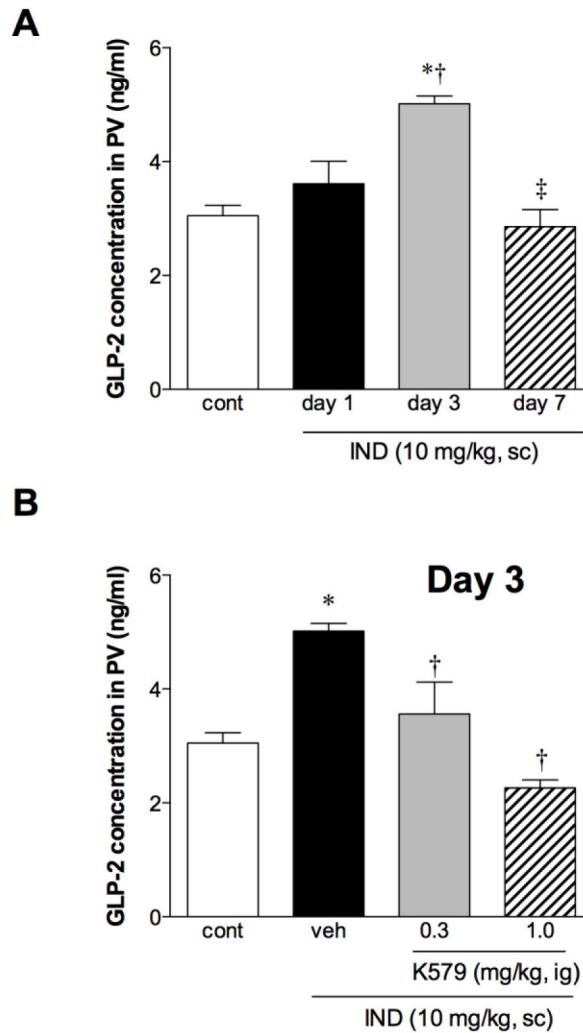 A
GLP-2 concentration in PV (ng/ml)
6
4
2
0
*†
‡
cont day 1 day 3 day 7
IND (10 mg/kg, sc)
B
GLP-2 concentration in PV (ng/ml)
Day 3
6
4
2
0
*
†
†
cont veh 0.3 1.0
K579 (mg/kg, ig)
IND (10 mg/kg, sc)